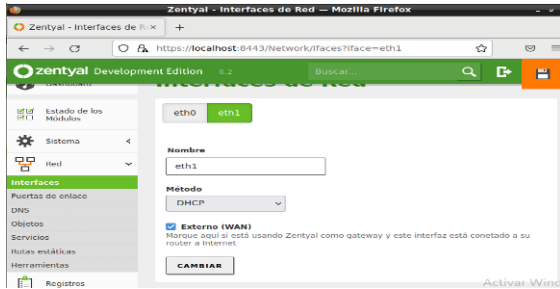 Zentyal - Interfaces de Red — Mozilla Firefox
Zentyal - Interfaces de R
https://localhost:8443/Network/Ifaces?iface=eth1
zentyal Development Edition 6.2
Buscar...
Dashboard
Interfaces de Red
Estado de los
Módulos
Sistema
Red
Interfaces
Puertas de enlace
DNS
Objetos
Servicios
Rutas estáticas
Herramientas
Registros
eth0 eth1
Nombre
eth1
Método
DHCP
Externo (WAN)
Marque aquí si está usando Zentyal como gateway y este interfaz está conetado a su
router a Internet
CAMBIAR
Activar Wind